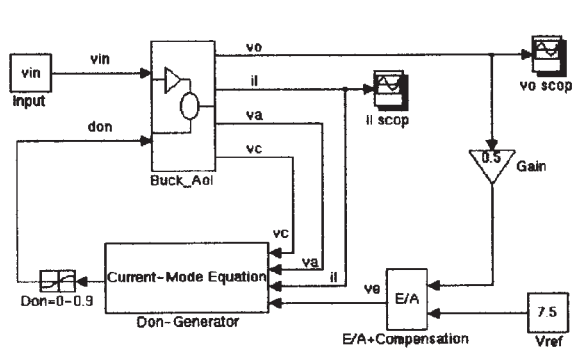 vin
vin
Input
don
Buck_Aol
vo
il
va
vc
vo scop
il scop
0.5
Gain
vc
va
il
ve
Current-Mode Equation
Don-Generator
Don=0-0.9
E/A
E/A+Compensation
7.5
Vref